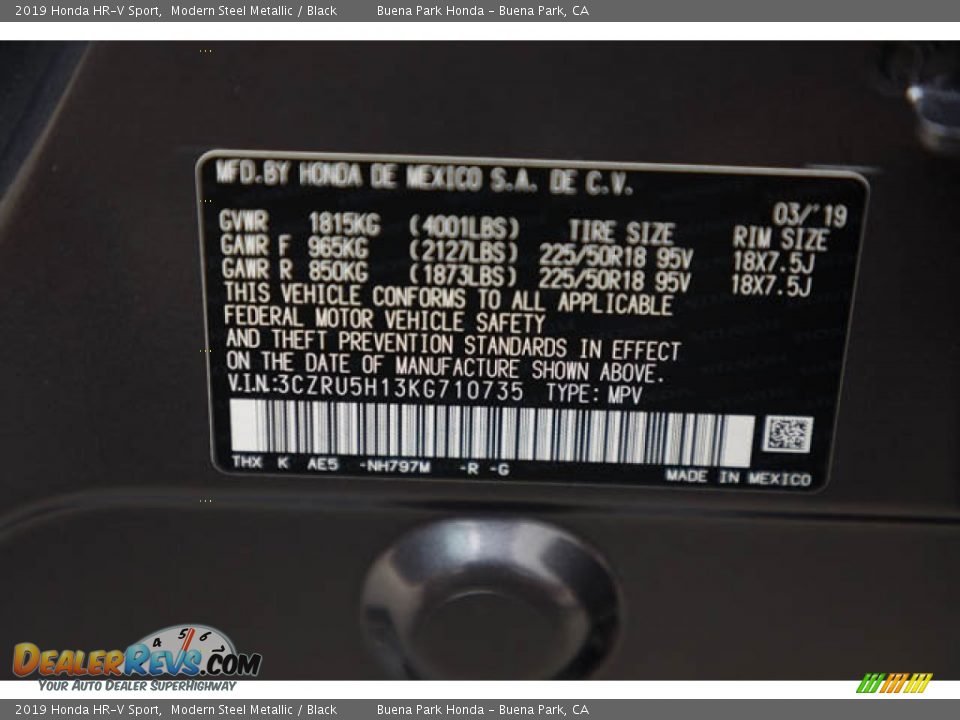 2019 Honda HR-V Sport,  Modern Steel Metallic / Black     Buena Park Honda - Buena Park, CA
MFD.BY HONDA DE MEXICO S.A. DE C.V.
03/'19
GVWR 1815KG (4001LBS) TIRE SIZE RIM SIZE
GAWR F 965KG (2127LBS) 225/50R18 95V 18X7.5J
GAWR R 850KG (1873LBS) 225/50R18 95V 18X7.5J
THIS VEHICLE CONFORMS TO ALL APPLICABLE
FEDERAL MOTOR VEHICLE SAFETY
AND THEFT PREVENTION STANDARDS IN EFFECT
ON THE DATE OF MANUFACTURE SHOWN ABOVE.
V.I.N.:3CZRU5H13KG710735 TYPE: MPV
THX K AE5 -NH797M -R -G
MADE IN MEXICO
4 5 6
DEALERREVS.COM
YOUR AUTO DEALER SUPERHIGHWAY
2019 Honda HR-V Sport,  Modern Steel Metallic / Black     Buena Park Honda - Buena Park, CA